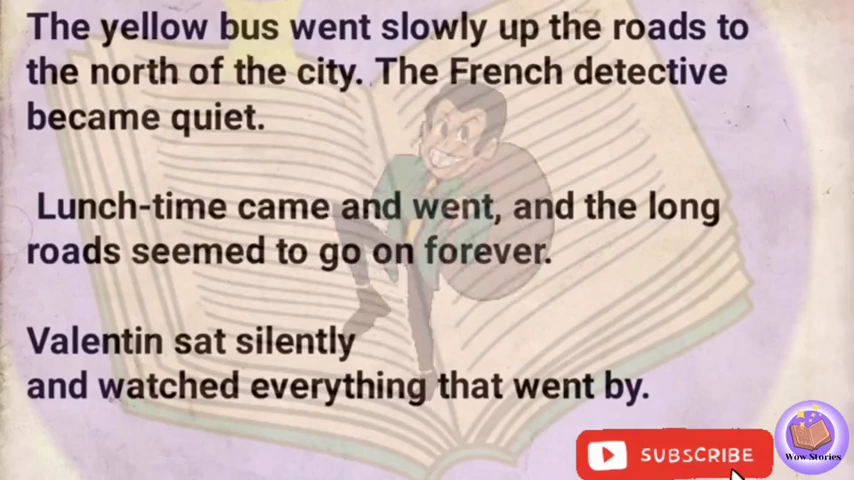 The yellow bus went slowly up the roads to
the north of the city. The French detective
became quiet.
Lunch-time came and went, and the long
roads seemed to go on forever.
Valentin sat silently
and watched everything that went by.
SUBSCRIBE
Wow Stories